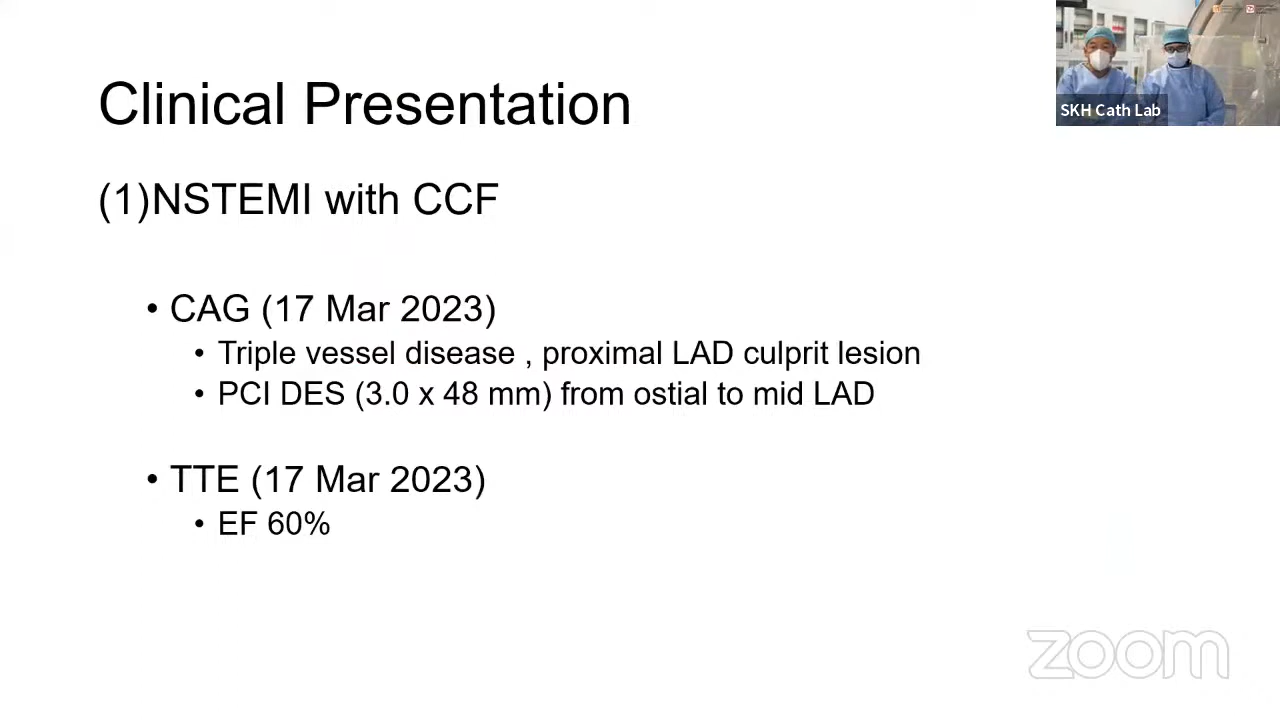 Clinical Presentation
SKH Cath Lab
(1)NSTEMI with CCF
• CAG (17 Mar 2023)
• Triple vessel disease , proximal LAD culprit lesion
• PCI DES (3.0 x 48 mm) from ostial to mid LAD
• TTE (17 Mar 2023)
• EF 60%
zoom